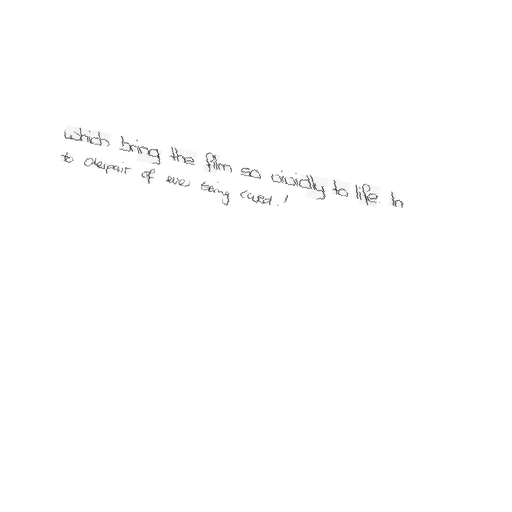 which bring the film so vividly to life. In
to despair of ever being cured.!